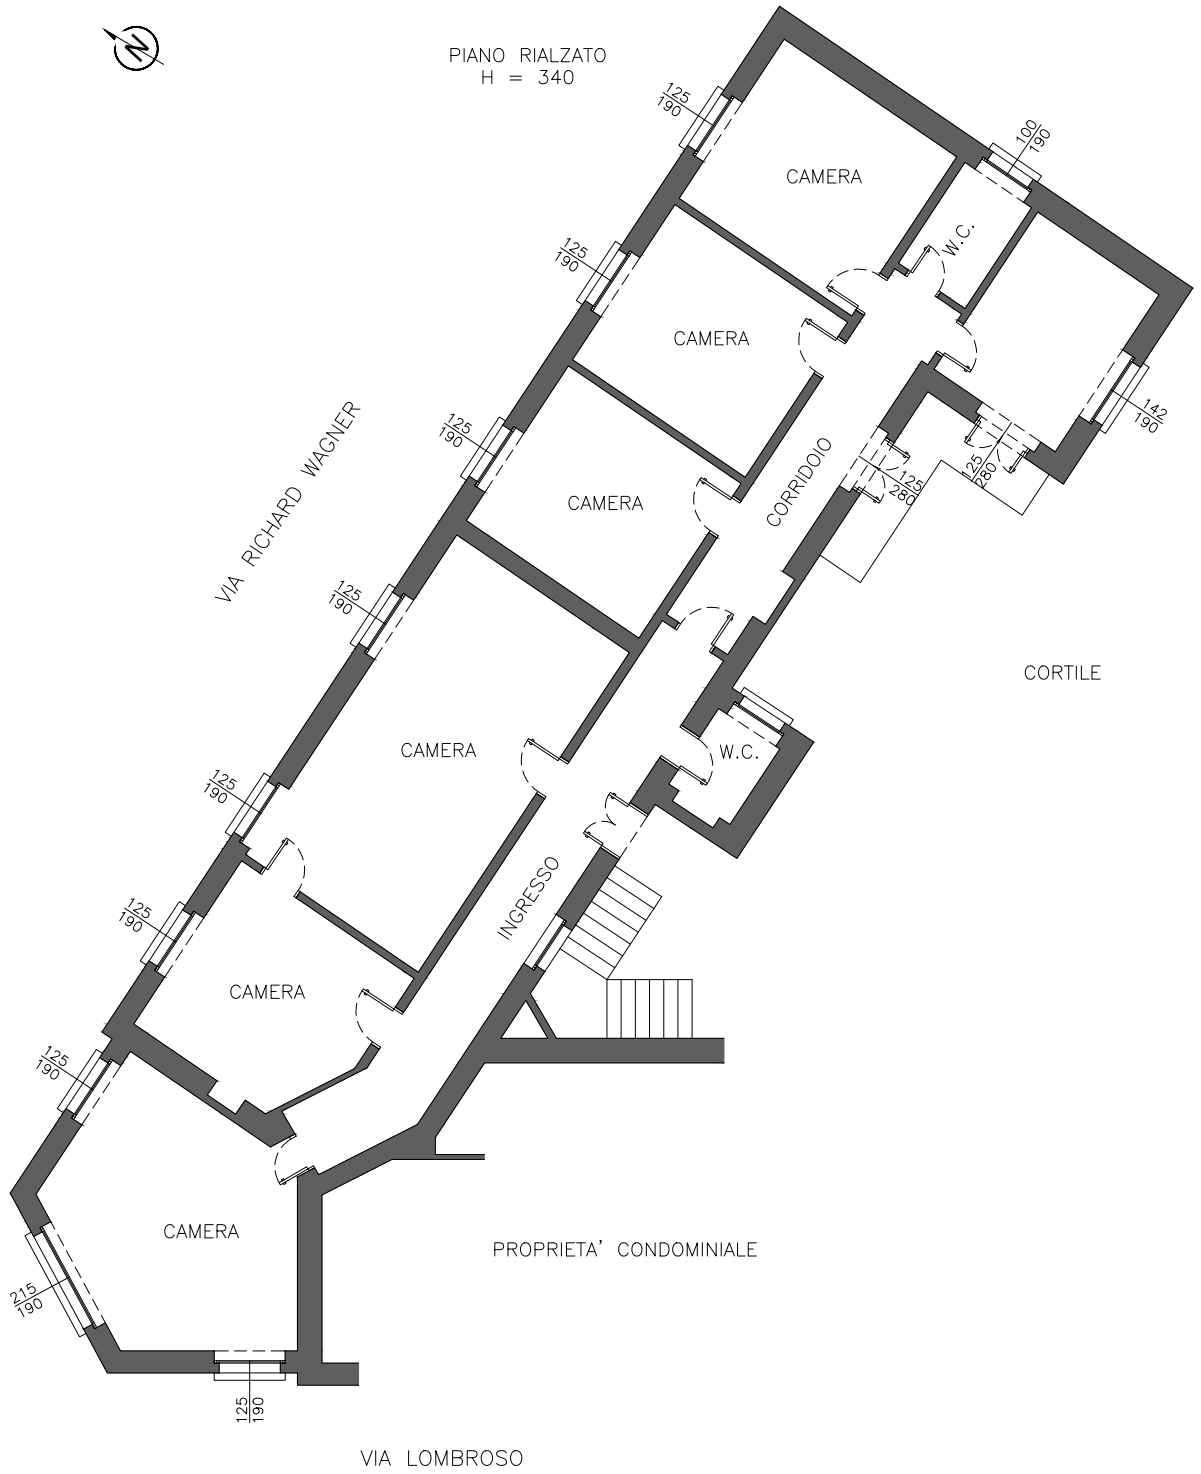 N
PIANO RIALZATO
H = 340
125
190
100
190
CAMERA
W.C.
125
190
CAMERA
142
190
125
190
CORRIDOIO
125
280
125
280
CAMERA
VIA RICHARD WAGNER
125
190
CORTILE
CAMERA
W.C.
125
190
INGRESSO
125
190
CAMERA
125
190
CAMERA
PROPRIETA' CONDOMINIALE
215
190
125
190
VIA LOMBROSO